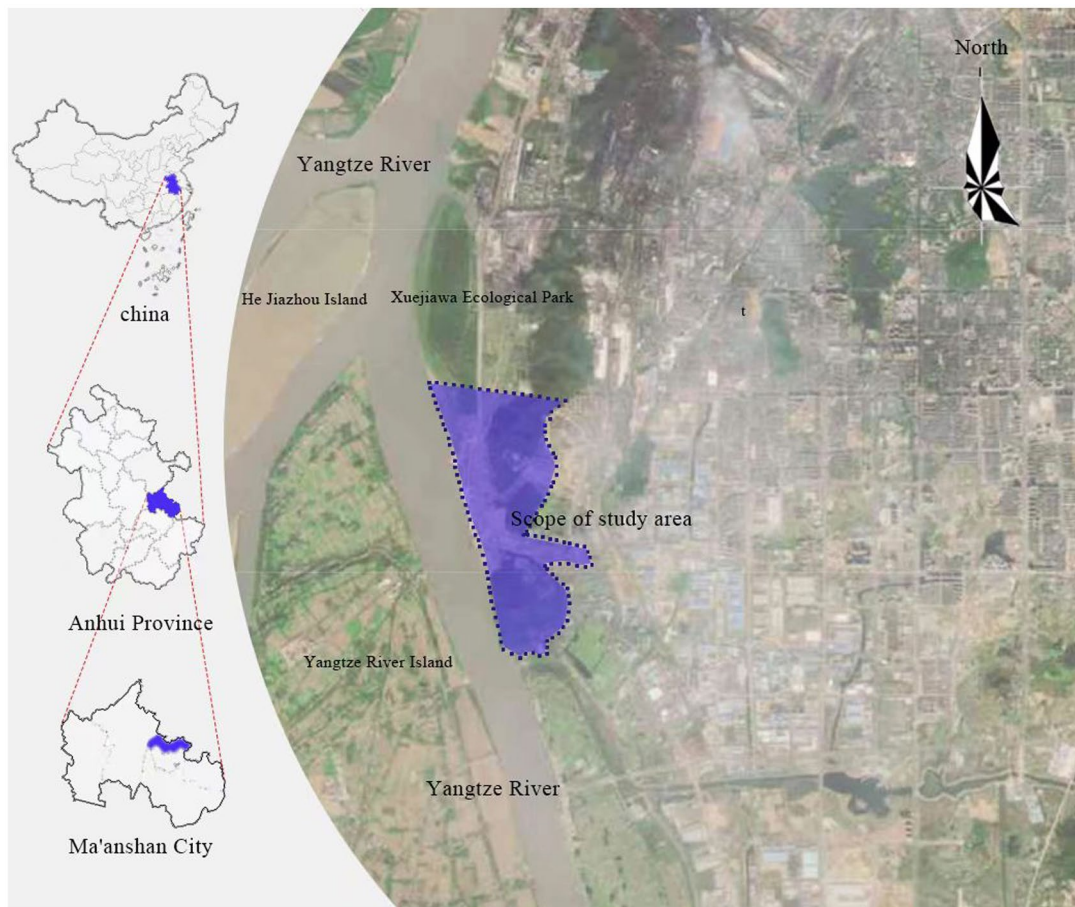 North
Yangtze River
He Jiazhou Island
Xuejiawa Ecological Park
china
t
Scope of study area
Anhui Province
Yangtze River Island
Yangtze River
Ma'anshan City